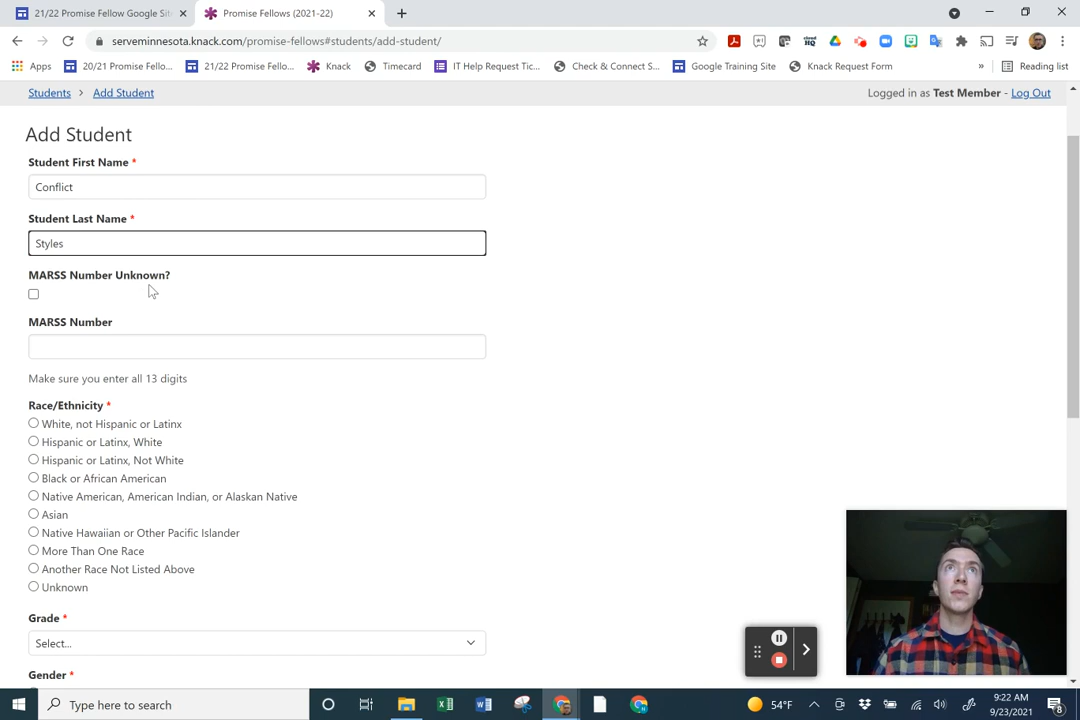 21/22 Promise Fellow Google Sit
Promise Fellows (2021-22)
serveminnesota.knack.com/promise-fellows#students/add-student/
Apps
20/21 Promise Fello...
21/22 Promise Fello...
Knack
Timecard
IT Help Request Tic...
Check & Connect S...
Google Training Site
Knack Request Form
»
Reading list
Students > Add Student
Logged in as Test Member - Log Out
Add Student
Student First Name *
Conflict
Student Last Name *
Styles
MARSS Number Unknown?
MARSS Number
Make sure you enter all 13 digits
Race/Ethnicity *
White, not Hispanic or Latinx
Hispanic or Latinx, White
Hispanic or Latinx, Not White
Black or African American
Native American, American Indian, or Alaskan Native
Asian
Native Hawaiian or Other Pacific Islander
More Than One Race
Another Race Not Listed Above
Unknown
Grade *
Select...
Gender *
Type here to search
54°F
9:22 AM
9/23/2021
8